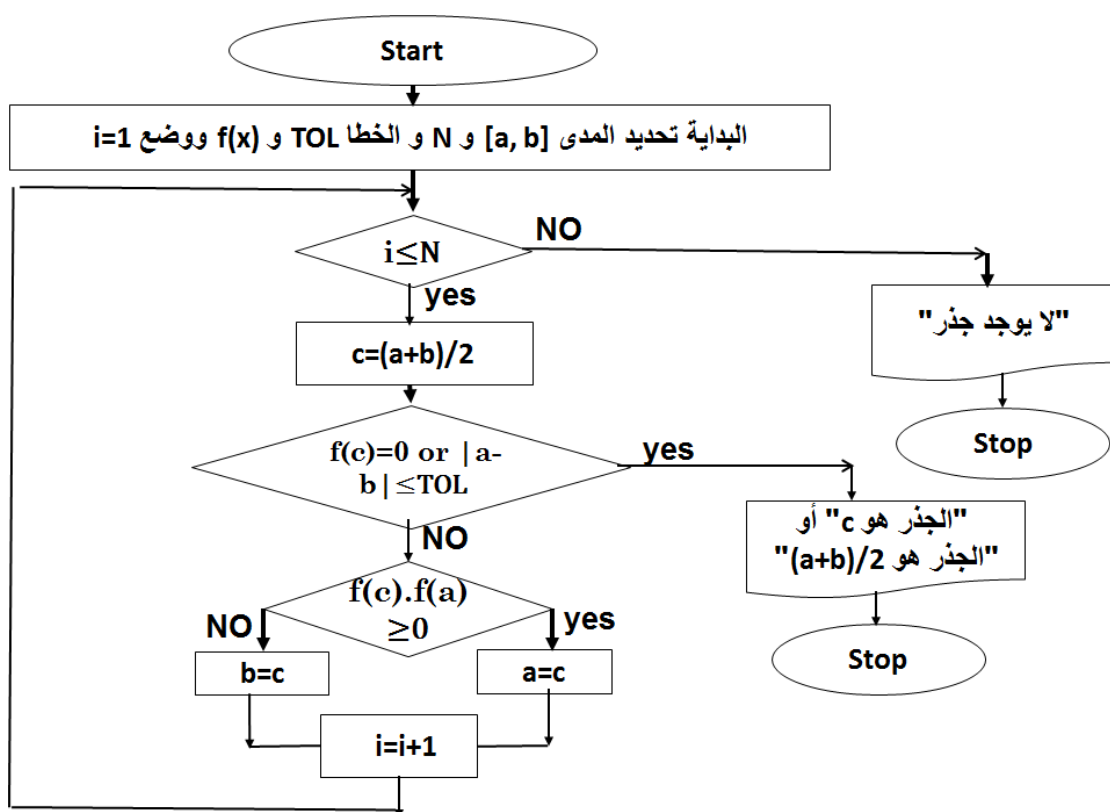 Start
البداية تحديد المدى [a, b] و N و الخطا TOL و f(x) ووضع i=1
i≤N
NO
yes
"لا يوجد جذر"
c=(a+b)/2
Stop
f(c)=0 or |a-
b|≤TOL
yes
NO
"الجذر هو c" أو
"الجذر هو (a+b)/2"
f(c).f(a)
≥0
NO
yes
b=c
a=c
Stop
i=i+1